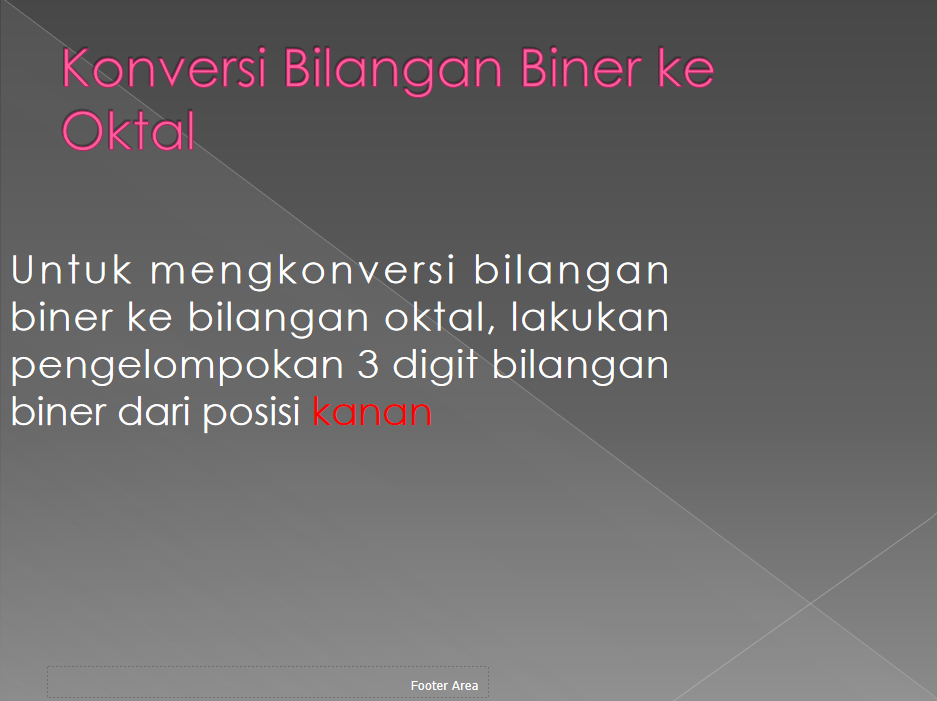 Konversi Bilangan Biner ke
Oktal
Untuk mengkonversi bilangan
biner ke bilangan oktal, lakukan
pengelompokan 3 digit bilangan
biner dari posisi kanan
Footer Area